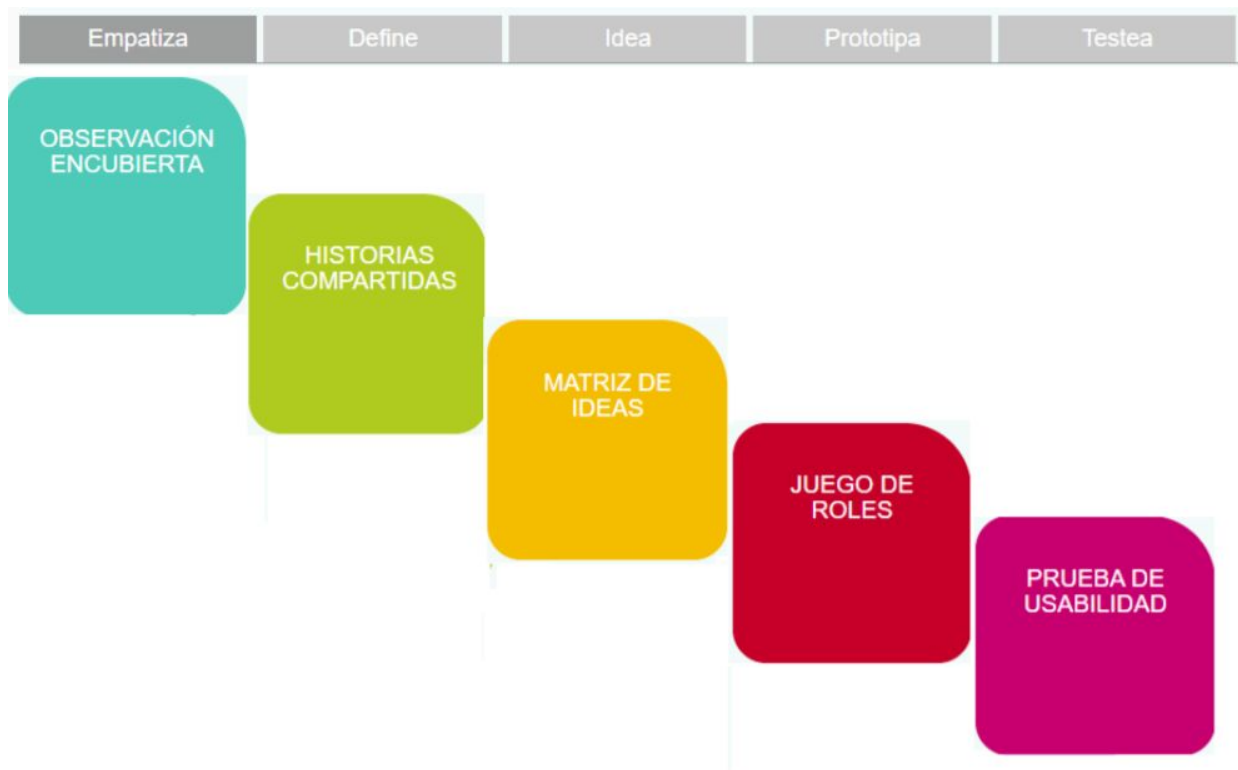 Empatiza
Define
Idea
Prototipa
Testea
OBSERVACIÓN
ENCUBIERTA
HISTORIAS
COMPARTIDAS
MATRIZ DE
IDEAS
JUEGO DE
ROLES
PRUEBA DE
USABILIDAD